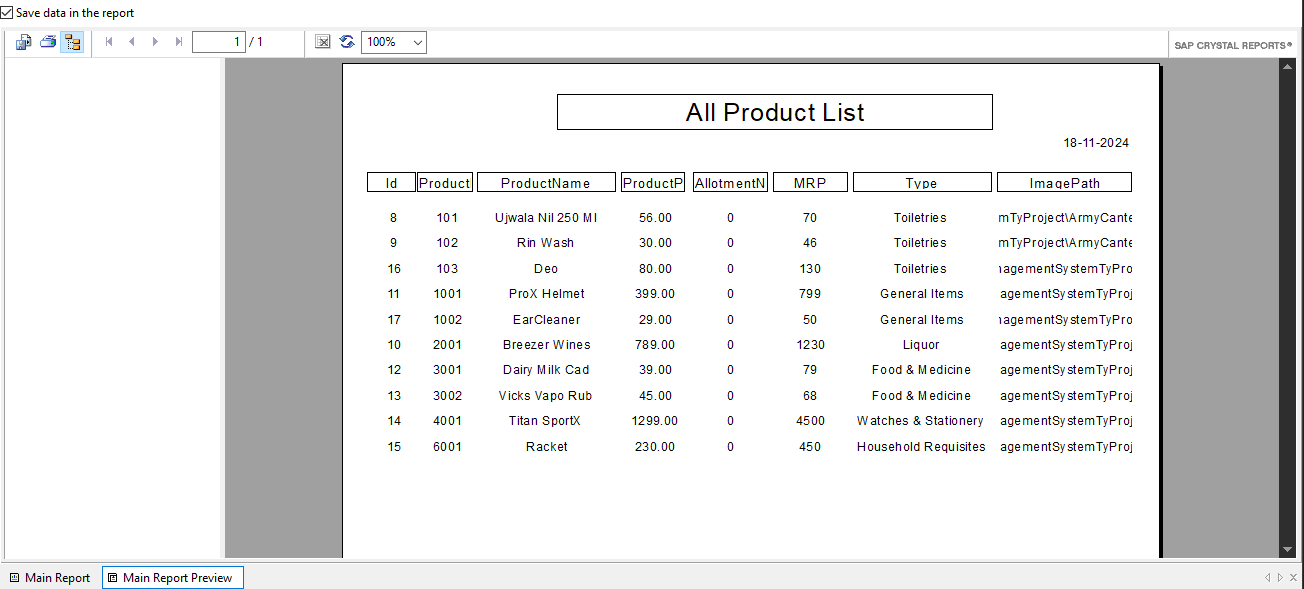 Save data in the report
1 / 1 100% SAP CRYSTAL REPORTS®
All Product List
18-11-2024
Id Product ProductName ProductP AllotmentN MRP Type ImagePath
8 101 Ujwala Nil 250 Ml 56.00 0 70 Toiletries mTyProject\ArmyCante
9 102 Rin Wash 30.00 0 46 Toiletries mTyProject\ArmyCante
16 103 Deo 80.00 0 130 Toiletries nagementSystemTyPro
11 1001 ProX Helmet 399.00 0 799 General Items agementSystemTyProj
17 1002 EarCleaner 29.00 0 50 General Items nagementSystemTyPro
10 2001 Breezer Wines 789.00 0 1230 Liquor agementSystemTyProj
12 3001 Dairy Milk Cad 39.00 0 79 Food & Medicine agementSystemTyProj
13 3002 Vicks Vapo Rub 45.00 0 68 Food & Medicine agementSystemTyProj
14 4001 Titan SportX 1299.00 0 4500 Watches & Stationery agementSystemTyProj
15 6001 Racket 230.00 0 450 Household Requisites agementSystemTyProj
Main Report Main Report Preview